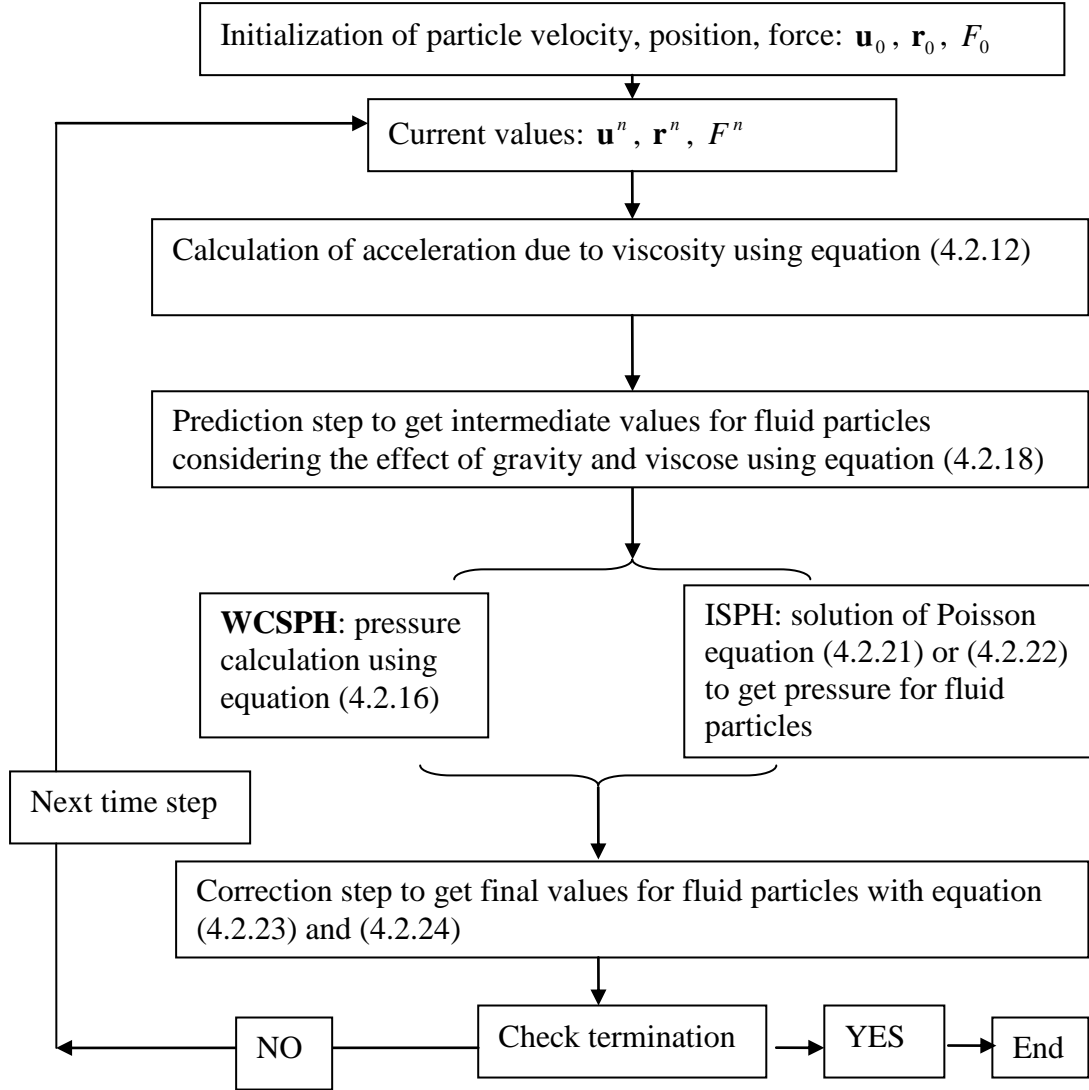 Initialization of particle velocity, position, force: u₀, r₀, F₀
Current values: uⁿ, rⁿ, Fⁿ
Calculation of acceleration due to viscosity using equation (4.2.12)
Prediction step to get intermediate values for fluid particles
considering the effect of gravity and viscose using equation (4.2.18)
WCSPH: pressure
calculation using
equation (4.2.16)
ISPH: solution of Poisson
equation (4.2.21) or (4.2.22)
to get pressure for fluid
particles
Next time step
Correction step to get final values for fluid particles with equation
(4.2.23) and (4.2.24)
NO
Check termination
YES
End